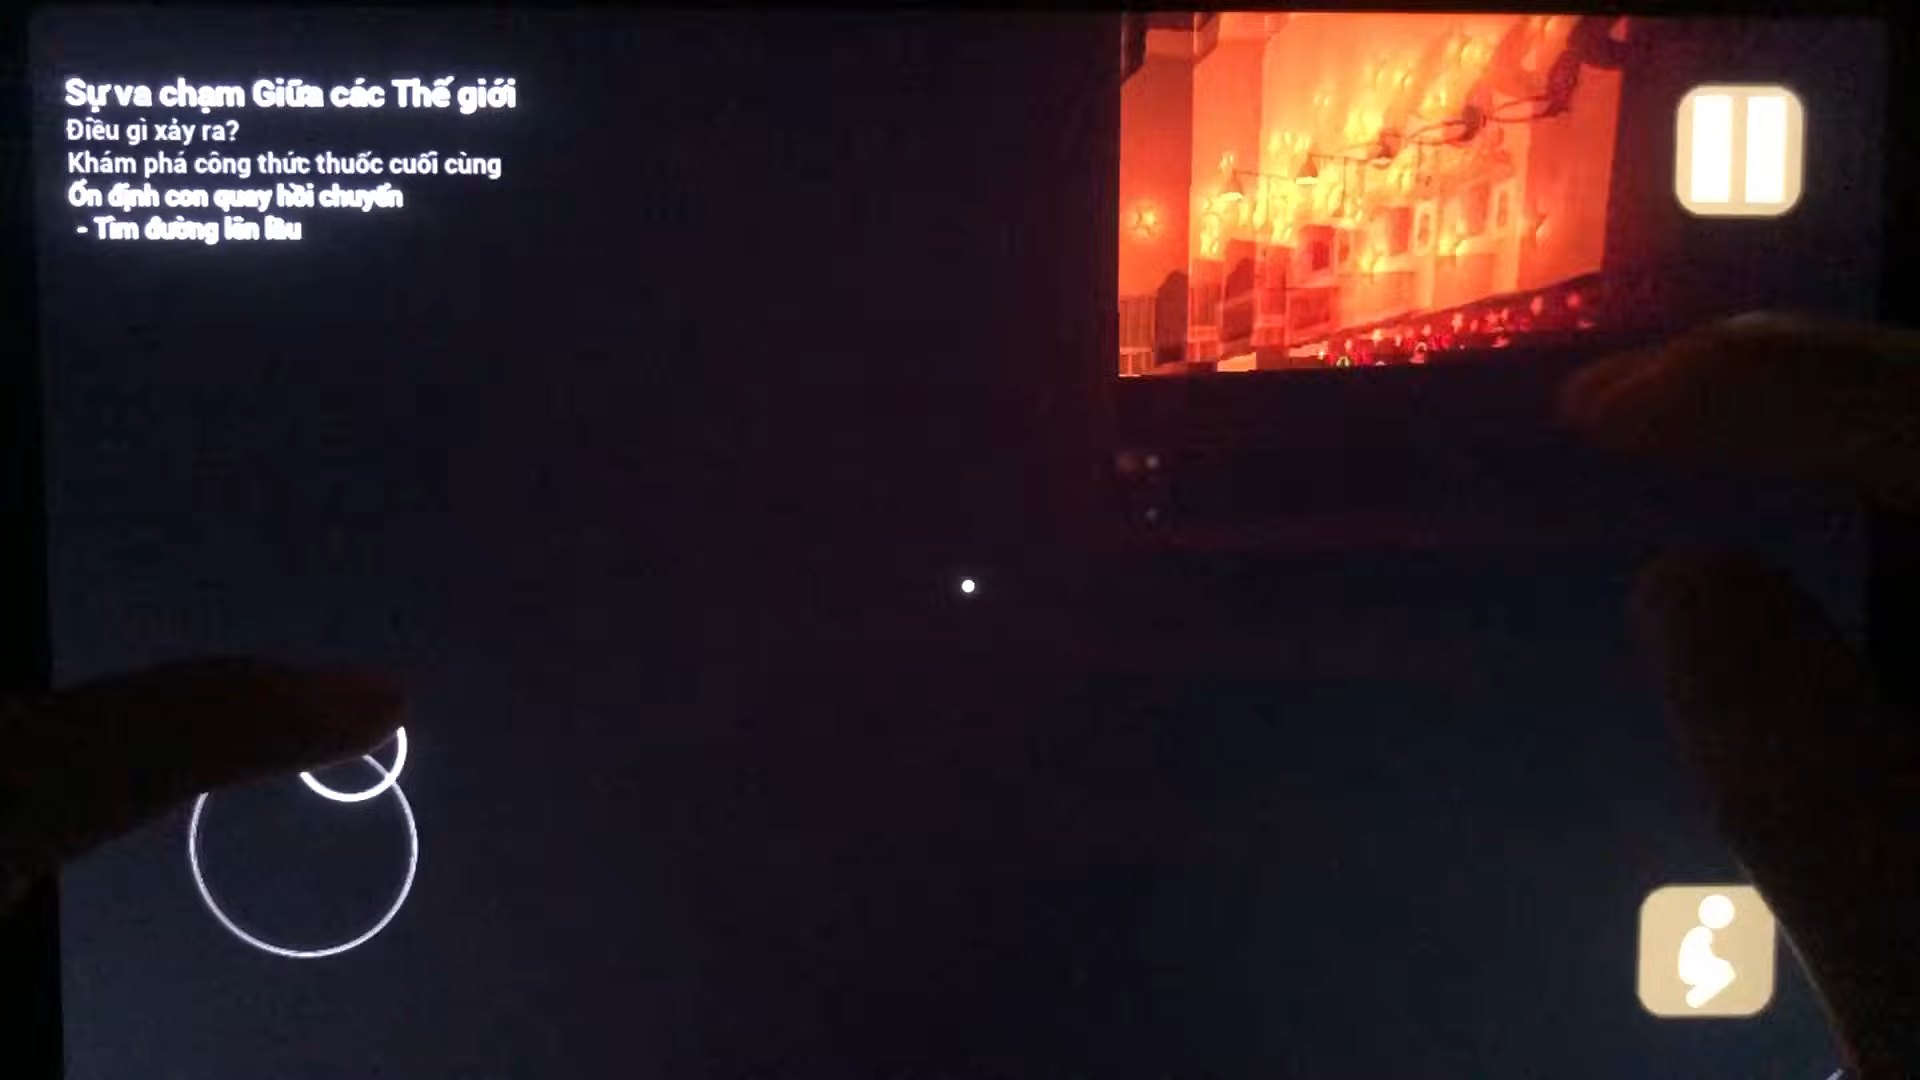 Sự va chạm Giữa các Thế giới
Điều gì xảy ra?
Khám phá công thức thuốc cuối cùng
Ổn định con quay hồi chuyển
- Tìm đường lên lầu